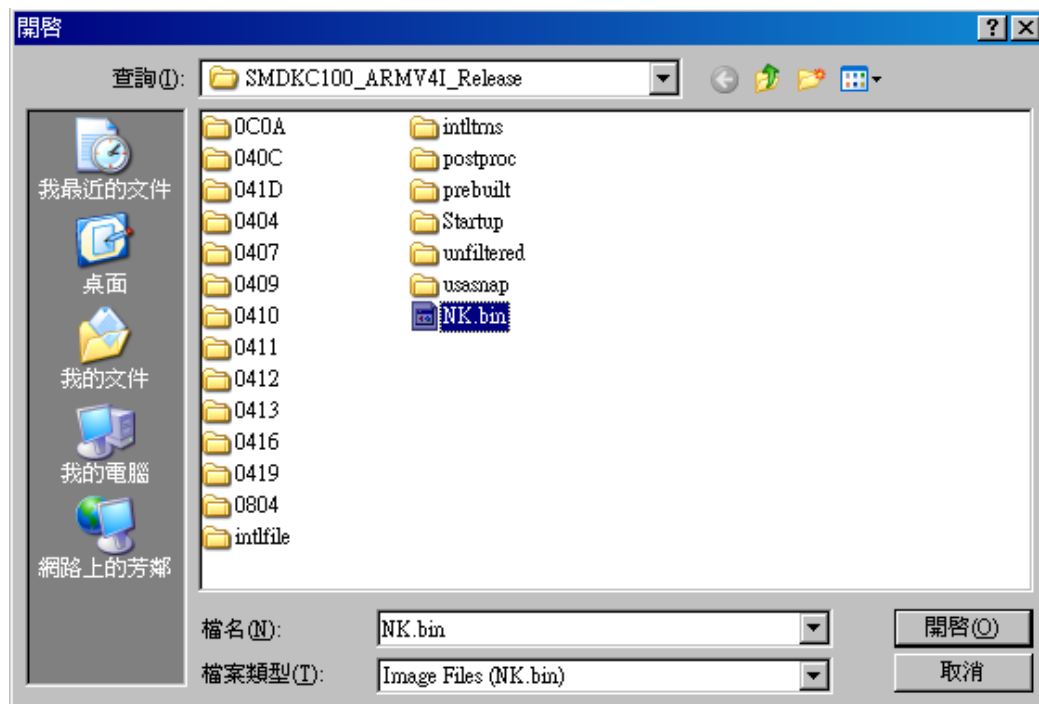 開啓
查詢(I):
SMDKC100_ARMV4I_Release
我最近的文件
桌面
我的文件
我的電腦
網路上的芳鄰
0C0A
040C
041D
0404
0407
0409
0410
0411
0412
0413
0416
0419
0804
intlfile
intltrns
postproc
prebuilt
Startup
unfiltered
usasnap
NK.bin
檔名(N):
NK.bin
開啓(O)
檔案類型(T):
Image Files (NK.bin)
取消